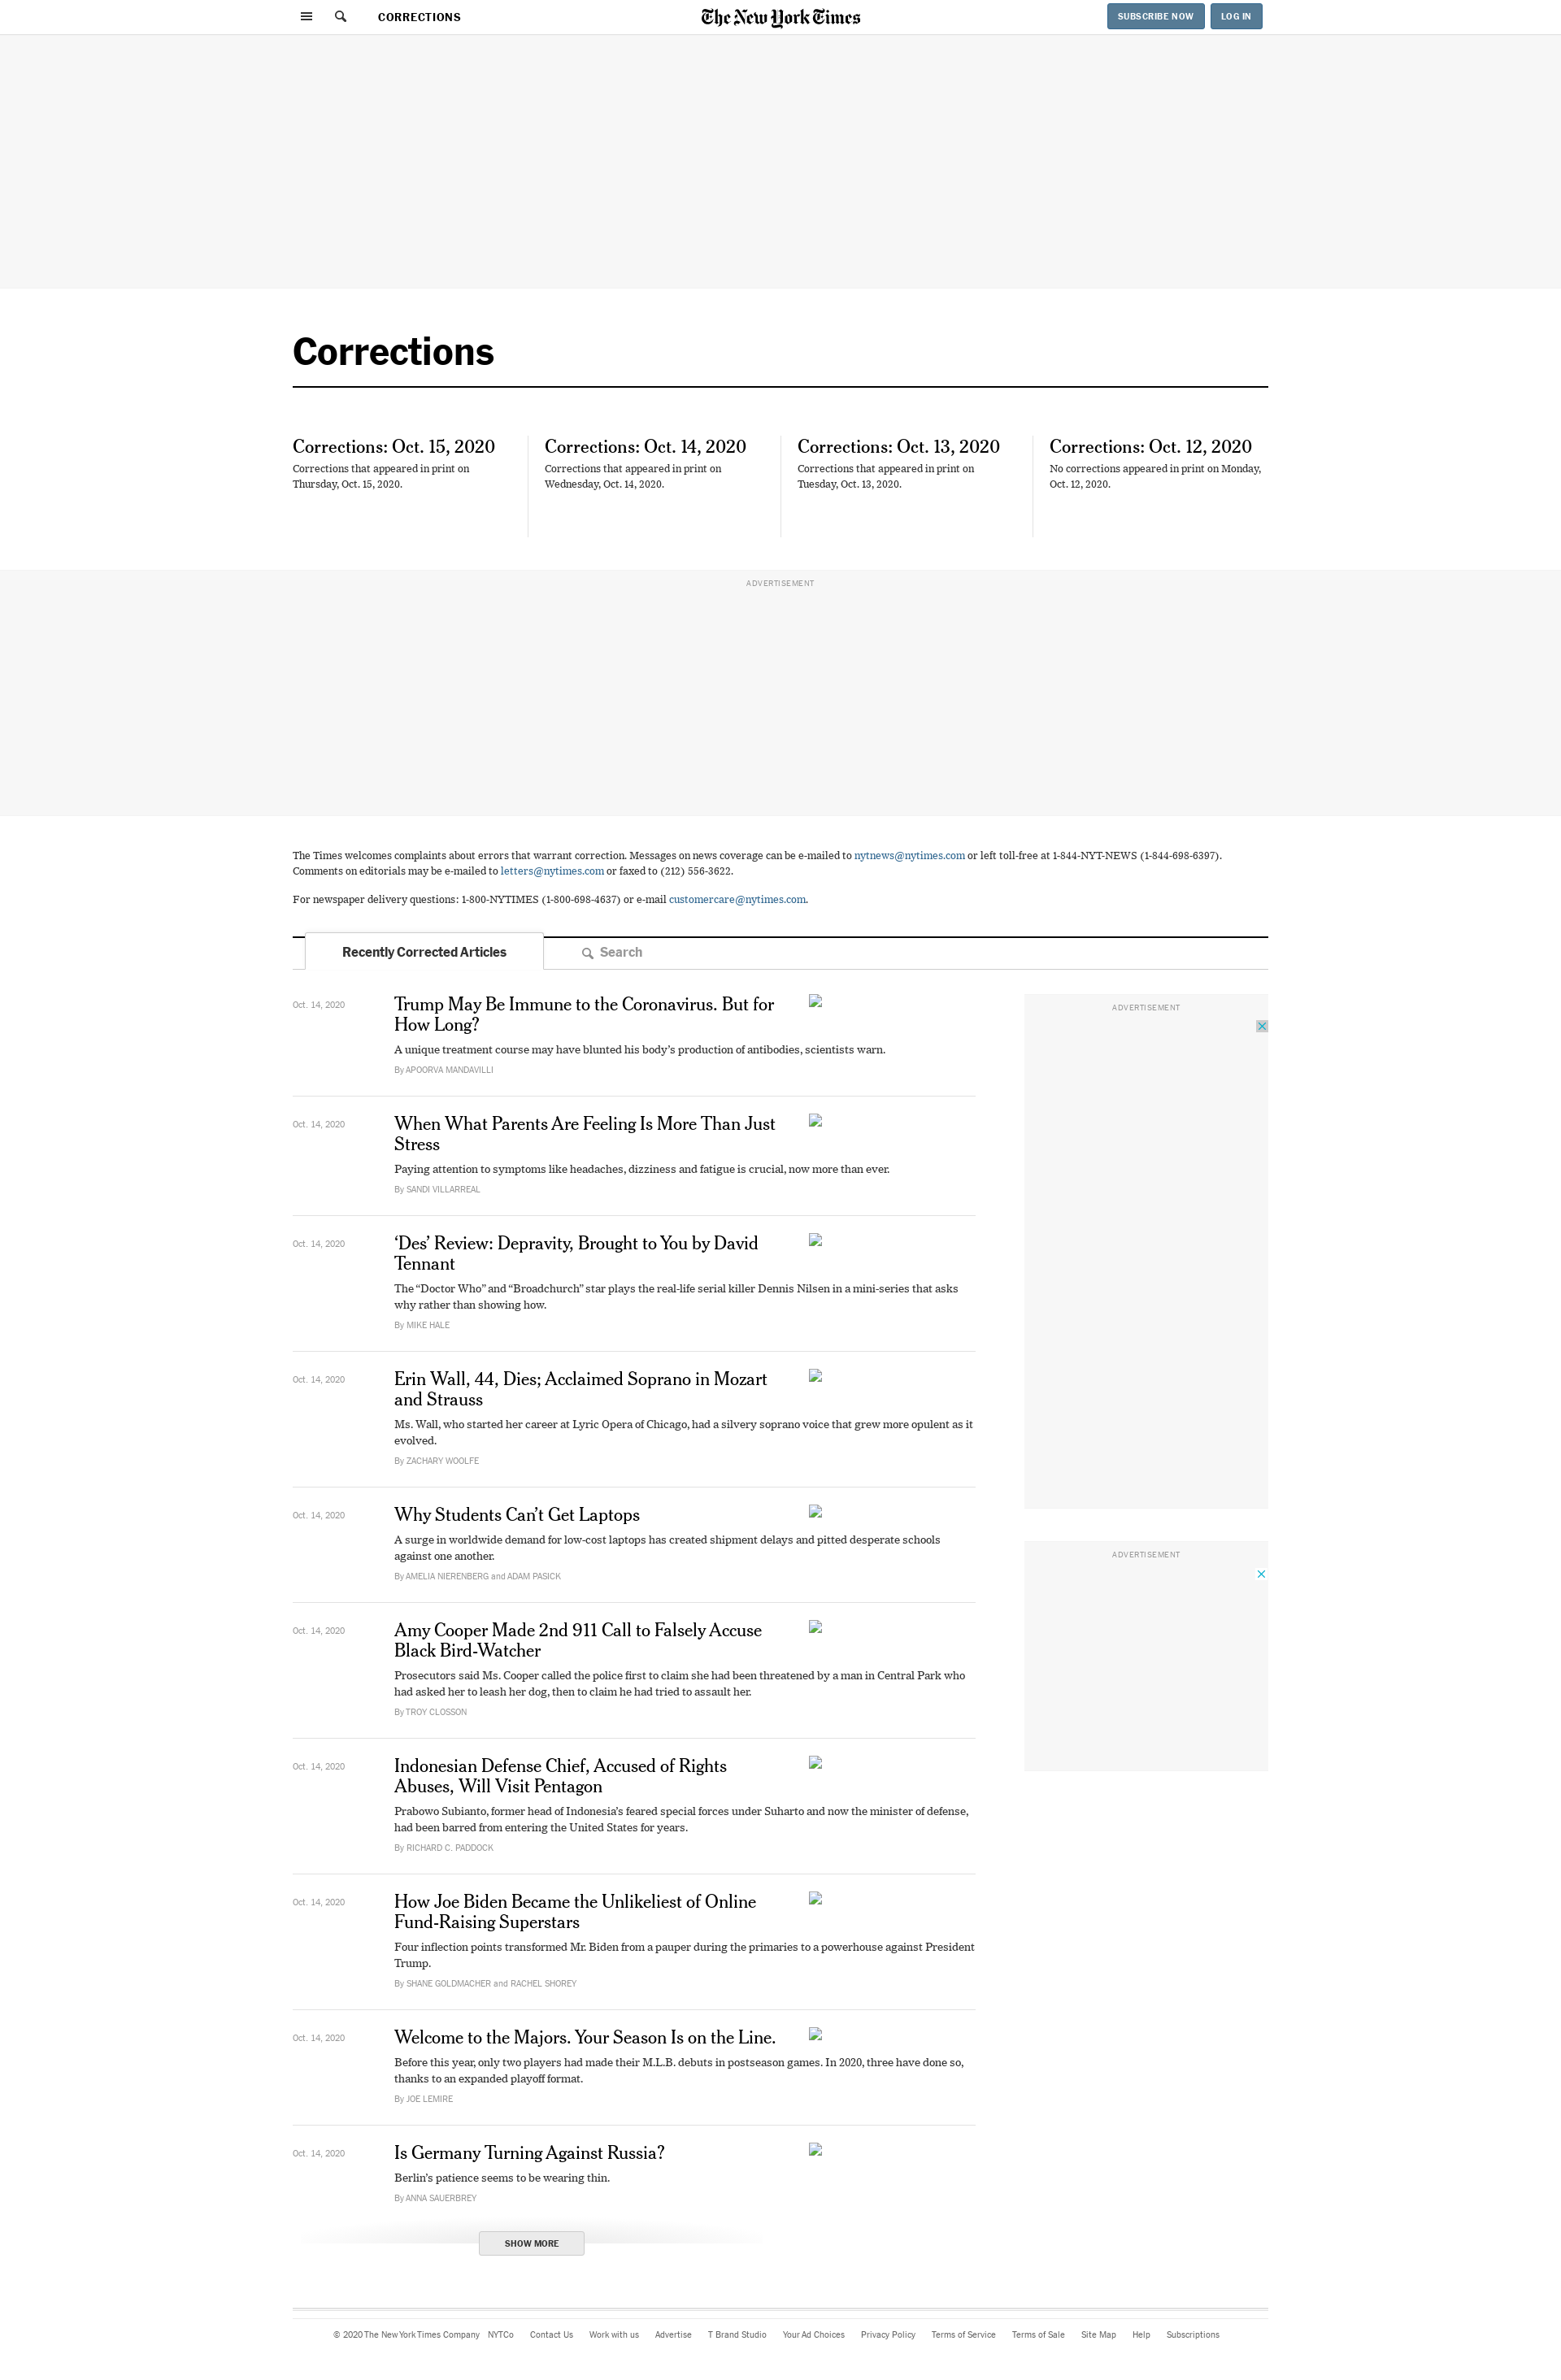 CORRECTIONS
The New York Times
SUBSCRIBE NOW
LOG IN
Corrections
Corrections: Oct. 15, 2020
Corrections that appeared in print on
Thursday, Oct. 15, 2020.
Corrections: Oct. 14, 2020
Corrections that appeared in print on
Wednesday, Oct. 14, 2020.
Corrections: Oct. 13, 2020
Corrections that appeared in print on
Tuesday, Oct. 13, 2020.
Corrections: Oct. 12, 2020
No corrections appeared in print on Monday,
Oct. 12, 2020.
ADVERTISEMENT
The Times welcomes complaints about errors that warrant correction. Messages on news coverage can be e-mailed to nytnews@nytimes.com or left toll-free at 1-844-NYT-NEWS (1-844-698-6397).
Comments on editorials may be e-mailed to letters@nytimes.com or faxed to (212) 556-3622.
For newspaper delivery questions: 1-800-NYTIMES (1-800-698-4637) or e-mail customercare@nytimes.com.
Recently Corrected Articles
Search
Oct. 14, 2020
Trump May Be Immune to the Coronavirus. But for
How Long?
A unique treatment course may have blunted his body’s production of antibodies, scientists warn.
By APOORVA MANDAVILLI
ADVERTISEMENT
Oct. 14, 2020
When What Parents Are Feeling Is More Than Just
Stress
Paying attention to symptoms like headaches, dizziness and fatigue is crucial, now more than ever.
By SANDI VILLARREAL
Oct. 14, 2020
‘Des’ Review: Depravity, Brought to You by David
Tennant
The “Doctor Who” and “Broadchurch” star plays the real-life serial killer Dennis Nilsen in a mini-series that asks
why rather than showing how.
By MIKE HALE
Oct. 14, 2020
Erin Wall, 44, Dies; Acclaimed Soprano in Mozart
and Strauss
Ms. Wall, who started her career at Lyric Opera of Chicago, had a silvery soprano voice that grew more opulent as it
evolved.
By ZACHARY WOOLFE
Oct. 14, 2020
Why Students Can’t Get Laptops
A surge in worldwide demand for low-cost laptops has created shipment delays and pitted desperate schools
against one another.
By AMELIA NIERENBERG and ADAM PASICK
ADVERTISEMENT
Oct. 14, 2020
Amy Cooper Made 2nd 911 Call to Falsely Accuse
Black Bird-Watcher
Prosecutors said Ms. Cooper called the police first to claim she had been threatened by a man in Central Park who
had asked her to leash her dog, then to claim he had tried to assault her.
By TROY CLOSSON
Oct. 14, 2020
Indonesian Defense Chief, Accused of Rights
Abuses, Will Visit Pentagon
Prabowo Subianto, former head of Indonesia’s feared special forces under Suharto and now the minister of defense,
had been barred from entering the United States for years.
By RICHARD C. PADDOCK
Oct. 14, 2020
How Joe Biden Became the Unlikeliest of Online
Fund-Raising Superstars
Four inflection points transformed Mr. Biden from a pauper during the primaries to a powerhouse against President
Trump.
By SHANE GOLDMACHER and RACHEL SHOREY
Oct. 14, 2020
Welcome to the Majors. Your Season Is on the Line.
Before this year, only two players had made their M.L.B. debuts in postseason games. In 2020, three have done so,
thanks to an expanded playoff format.
By JOE LEMIRE
Oct. 14, 2020
Is Germany Turning Against Russia?
Berlin’s patience seems to be wearing thin.
By ANNA SAUERBREY
SHOW MORE
© 2020 The New York Times Company NYTCo Contact Us Work with us Advertise T Brand Studio Your Ad Choices Privacy Policy Terms of Service Terms of Sale Site Map Help Subscriptions